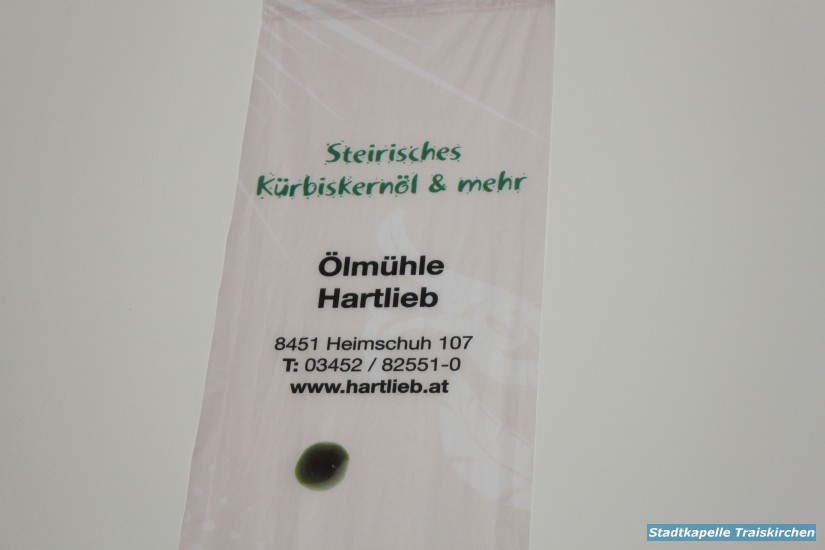 Steirisches
Kürbiskernöl & mehr
Ölmühle
Hartlieb
8451 Heimschuh 107
T: 03452 / 82551-0
www.hartlieb.at
Stadtkapelle Traiskirchen